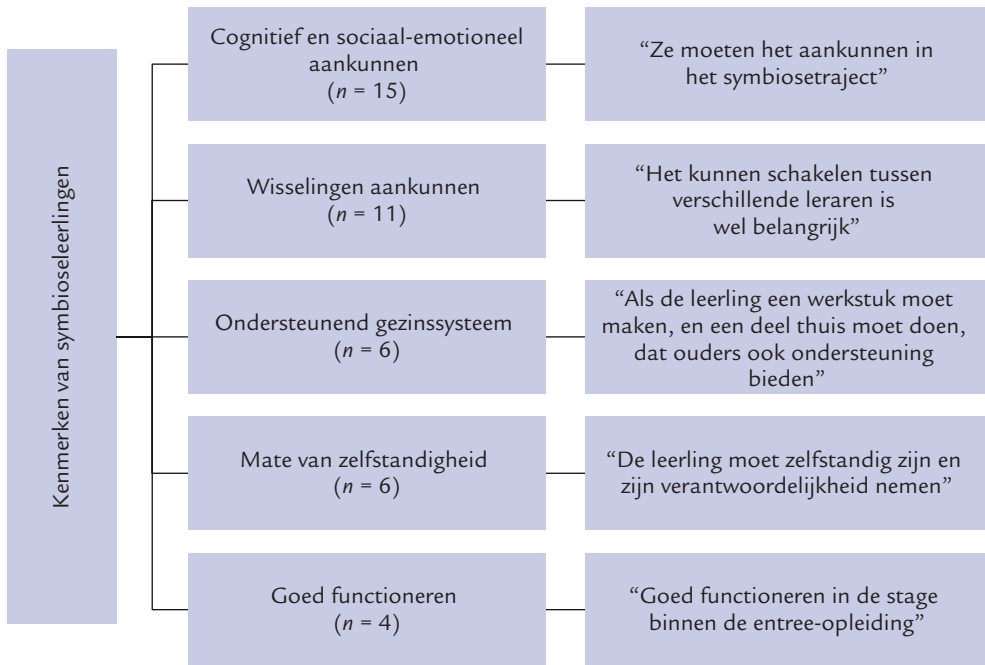 Kenmerken van symbioseleerlingen
Cognitief en sociaal-emotioneel
aankunnen
(n = 15)
“Ze moeten het aankunnen in
het symbiosetraject”
Wisselingen aankunnen
(n = 11)
“Het kunnen schakelen tussen
verschillende leraren is
wel belangrijk”
Ondersteunend gezinssysteem
(n = 6)
“Als de leerling een werkstuk moet
maken, en een deel thuis moet doen,
dat ouders ook ondersteuning
bieden”
Mate van zelfstandigheid
(n = 6)
“De leerling moet zelfstandig zijn en
zijn verantwoordelijkheid nemen”
Goed functioneren
(n = 4)
“Goed functioneren in de stage
binnen de entree-opleiding”